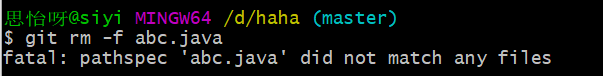 思怡呀@siyi MINGW64 /d/haha (master)
$ git rm -f abc.java
fatal: pathspec 'abc.java' did not match any files